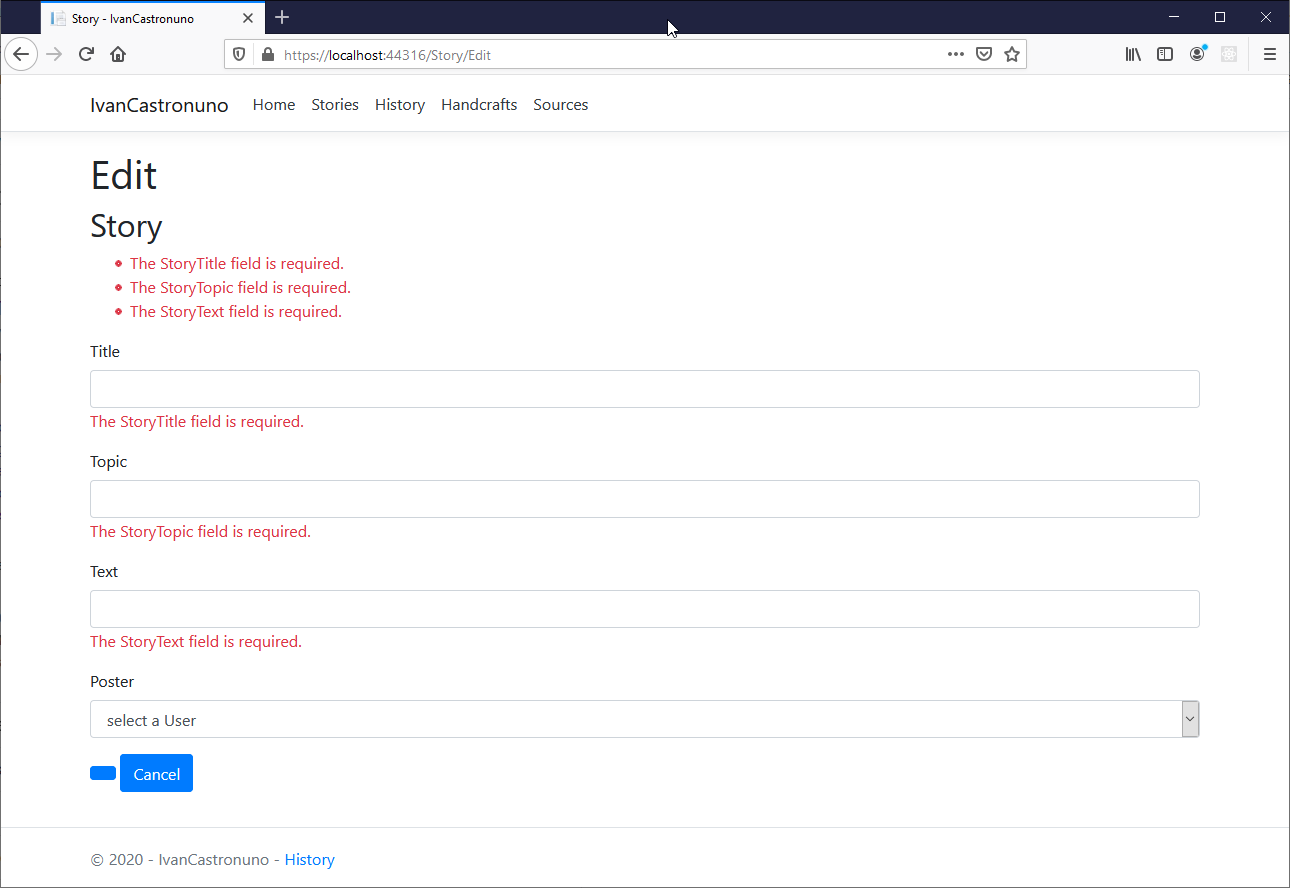 Story - IvanCastronuno
https://localhost:44316/Story/Edit
IvanCastronuno Home Stories History Handcrafts Sources
Edit
Story
The StoryTitle field is required.
The StoryTopic field is required.
The StoryText field is required.
Title
The StoryTitle field is required.
Topic
The StoryTopic field is required.
Text
The StoryText field is required.
Poster
select a User
Cancel
© 2020 - IvanCastronuno - History